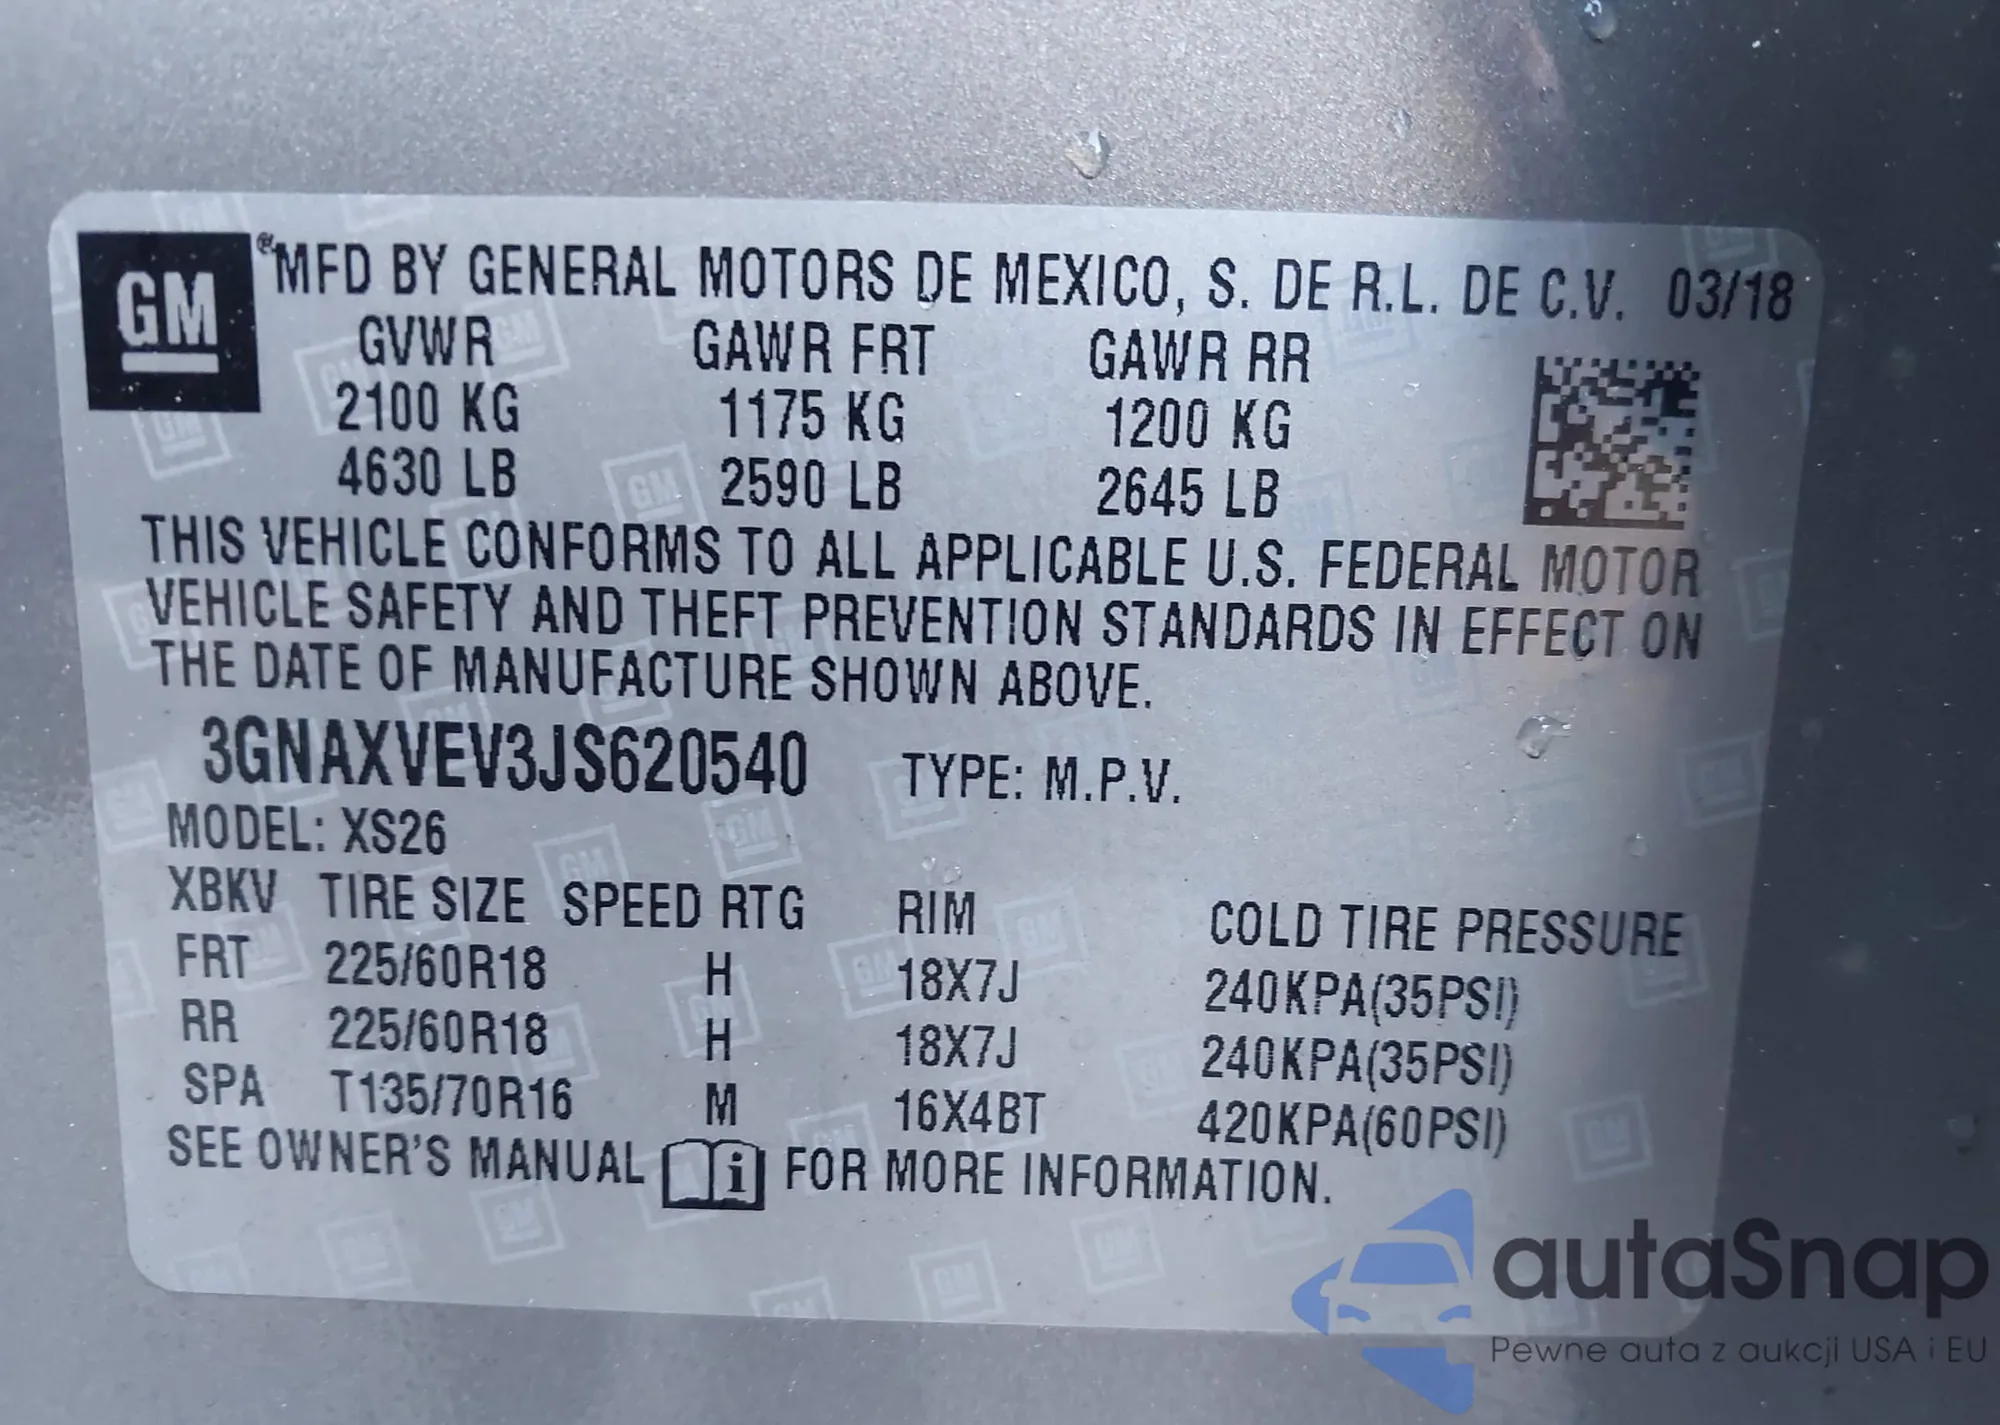 GM
®MFD BY GENERAL MOTORS DE MEXICO, S. DE R.L. DE C.V. 03/18
GVWR GAWR FRT GAWR RR
2100 KG 1175 KG 1200 KG
4630 LB 2590 LB 2645 LB
THIS VEHICLE CONFORMS TO ALL APPLICABLE U.S. FEDERAL MOTOR
VEHICLE SAFETY AND THEFT PREVENTION STANDARDS IN EFFECT ON
THE DATE OF MANUFACTURE SHOWN ABOVE.
3GNAXVEV3JS620540 TYPE: M.P.V.
MODEL: XS26
XBKV TIRE SIZE SPEED RTG RIM COLD TIRE PRESSURE
FRT 225/60R18 H 18X7J 240KPA(35PSI)
RR 225/60R18 H 18X7J 240KPA(35PSI)
SPA T135/70R16 M 16X4BT 420KPA(60PSI)
SEE OWNER'S MANUAL i FOR MORE INFORMATION.
autaSnap
Pewne auta z aukcji USA i EU